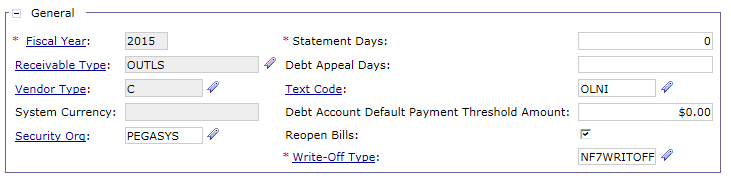 General
* Fiscal Year: 2015 * Statement Days: 0
Receivable Type: OUTLS Debt Appeal Days:
Vendor Type: C Text Code: OLNI
System Currency: Debt Account Default Payment Threshold Amount: $0.00
Security Org: PEGASYS Reopen Bills:
* Write-Off Type: NF7WRITOFF